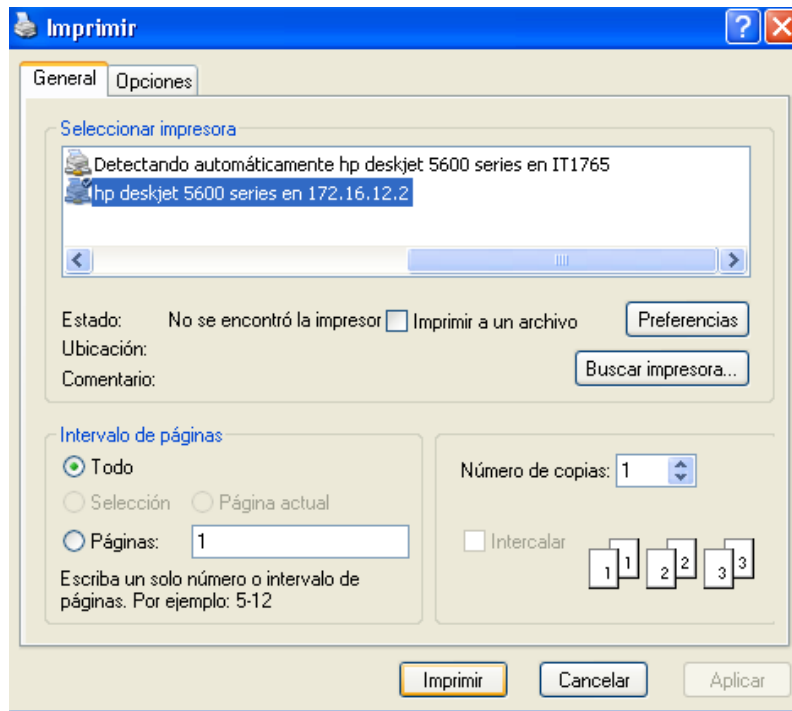 Imprimir
General
Opciones
Seleccionar impresora
Detectando automáticamente hp deskjet 5600 series en IT1765
hp deskjet 5600 series en 172.16.12.2
Estado: No se encontró la impresor Imprimir a un archivo Preferencias
Ubicación:
Buscar impresora...
Comentario:
Intervalo de páginas
Todo
Selección Página actual
Páginas: 1
Escriba un solo número o intervalo de
páginas. Por ejemplo: 5-12
Número de copias: 1
Intercalar
1 1 2 2 3 3
Imprimir Cancelar Aplicar